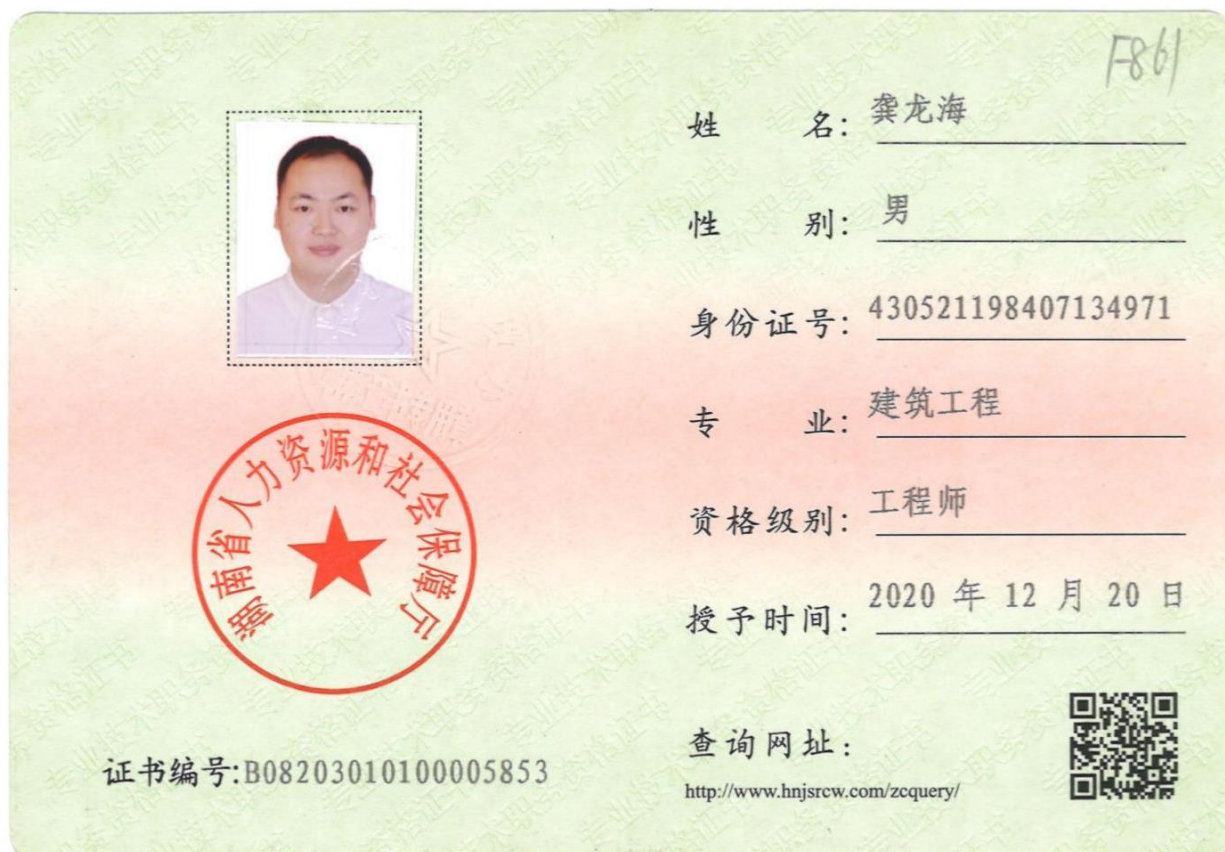 F861
姓 名: 龚龙海
性 别: 男
身份证号: 430521198407134971
专 业: 建筑工程
资格级别: 工程师
授予时间: 2020 年 12 月 20 日
查询网址:
http://www.hnjsrcw.com/zcquery/
湖南省人力资源和社会保障厅
证书编号:B08203010100005853